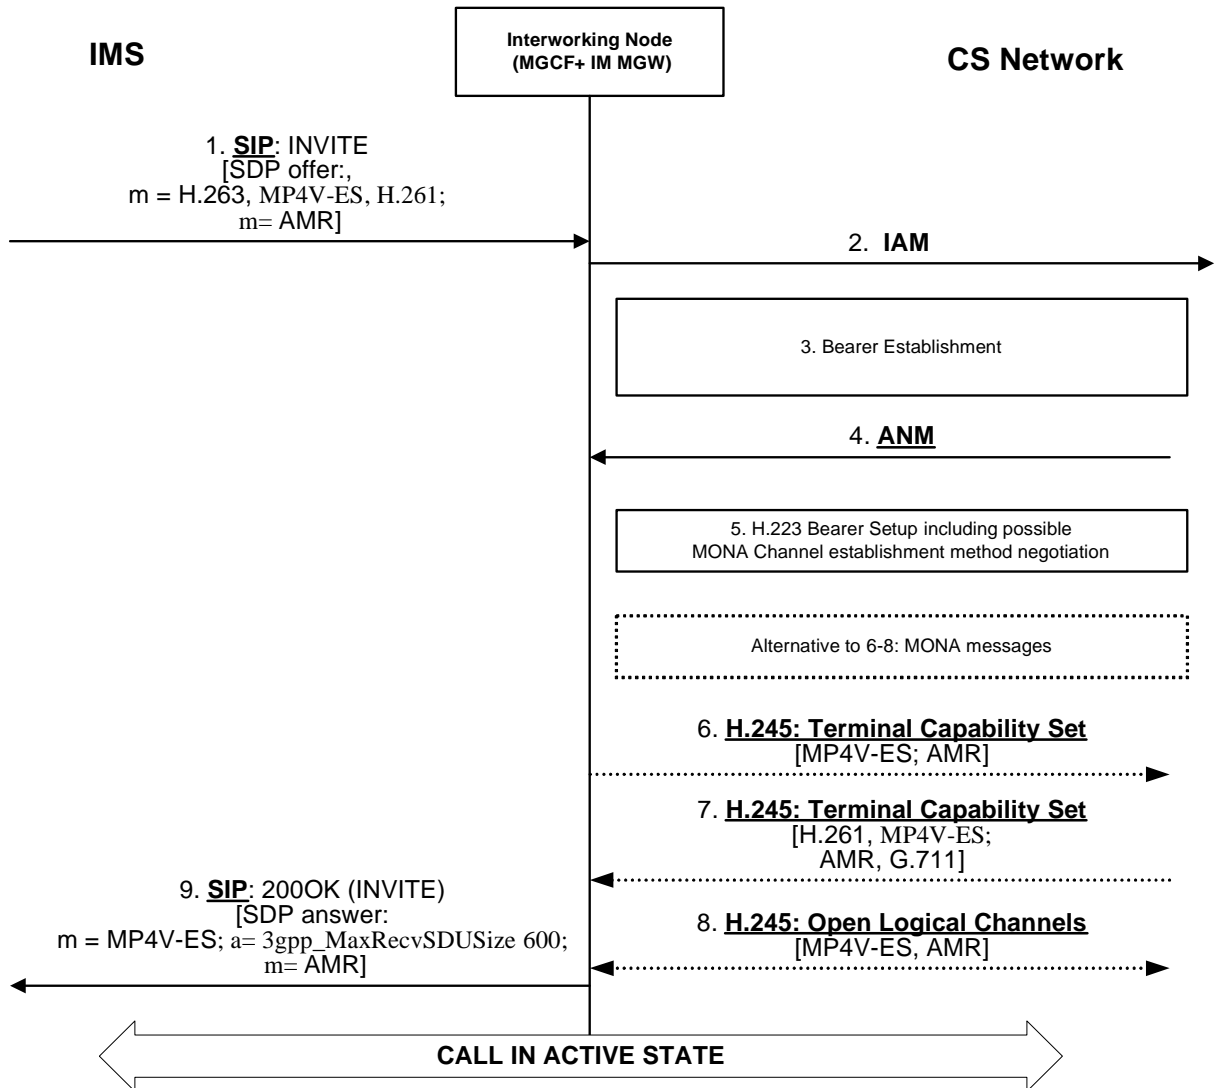 IMS
Interworking Node
(MGCF+ IM MGW)
CS Network
1. SIP: INVITE
[SDP offer:,
m = H.263, MP4V-ES, H.261;
m= AMR]
2. IAM
3. Bearer Establishment
4. ANM
5. H.223 Bearer Setup including possible
MONA Channel establishment method negotiation
Alternative to 6-8: MONA messages
6. H.245: Terminal Capability Set
[MP4V-ES; AMR]
7. H.245: Terminal Capability Set
[H.261, MP4V-ES;
AMR, G.711]
8. H.245: Open Logical Channels
[MP4V-ES, AMR]
9. SIP: 200OK (INVITE)
[SDP answer:
m = MP4V-ES; a= 3gpp_MaxRecvSDUSize 600;
m= AMR]
CALL IN ACTIVE STATE